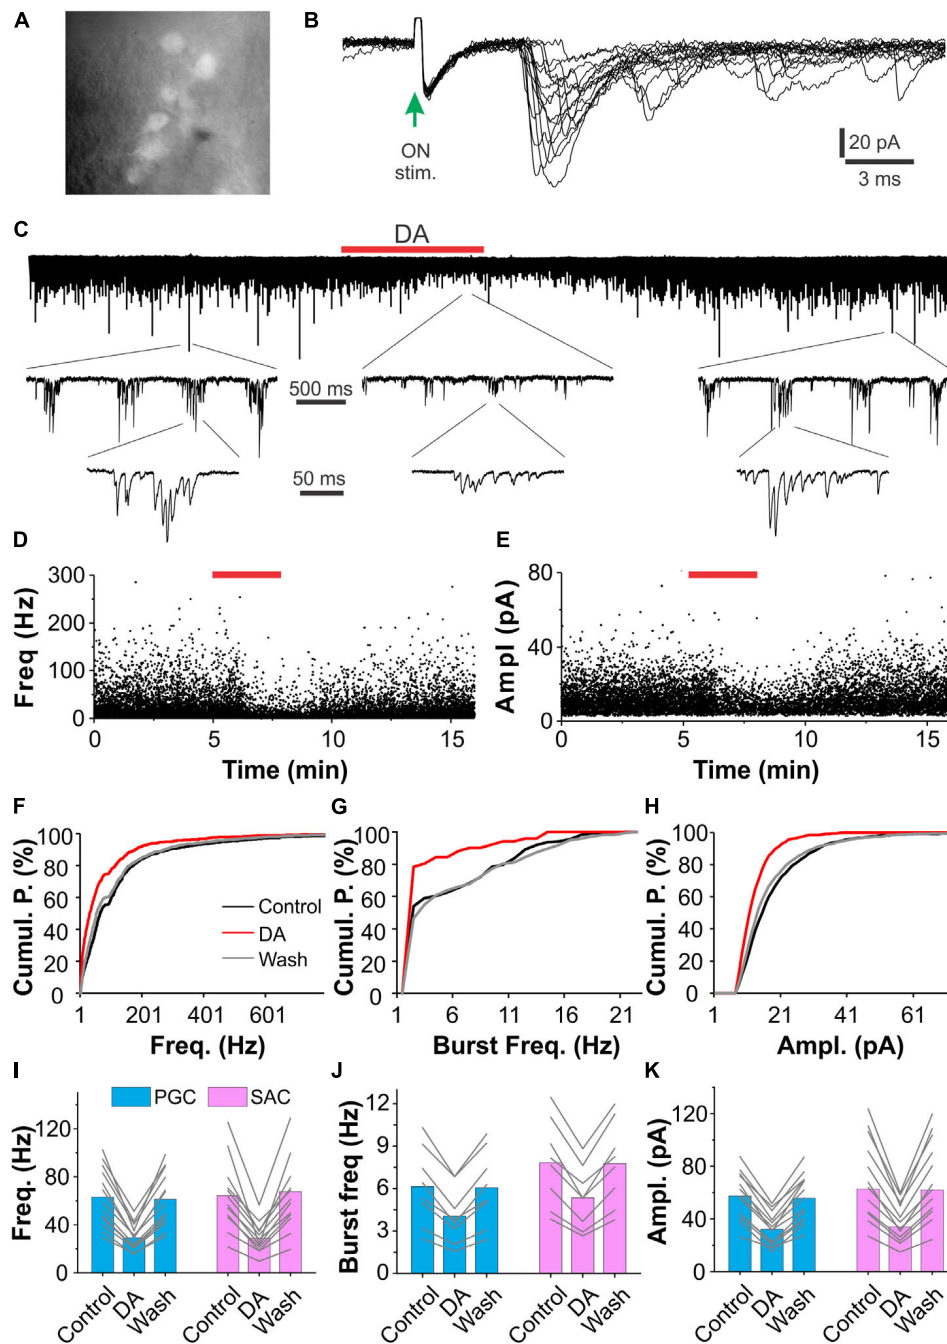 A
B
ON
stim.
20 pA
3 ms
C
DA
500 ms
50 ms
D
Freq (Hz)
300
200
100
0
0 5 10 15
Time (min)
E
Ampl (pA)
80
40
0
0 5 10 15
Time (min)
F
Cumul. P. (%)
100
80
60
40
20
0
1 201 401 601
Freq. (Hz)
Control
DA
Wash
G
Cumul. P. (%)
100
80
60
40
20
0
1 6 11 16 21
Burst Freq. (Hz)
H
Cumul. P. (%)
100
80
60
40
20
0
1 21 41 61
Ampl. (pA)
I
Freq. (Hz)
120
80
40
0
PGC SAC
Control DA Wash Control DA Wash
J
Burst freq (Hz)
12
9
6
3
0
Control DA Wash Control DA Wash
K
Ampl. (pA)
120
80
40
0
Control DA Wash Control DA Wash